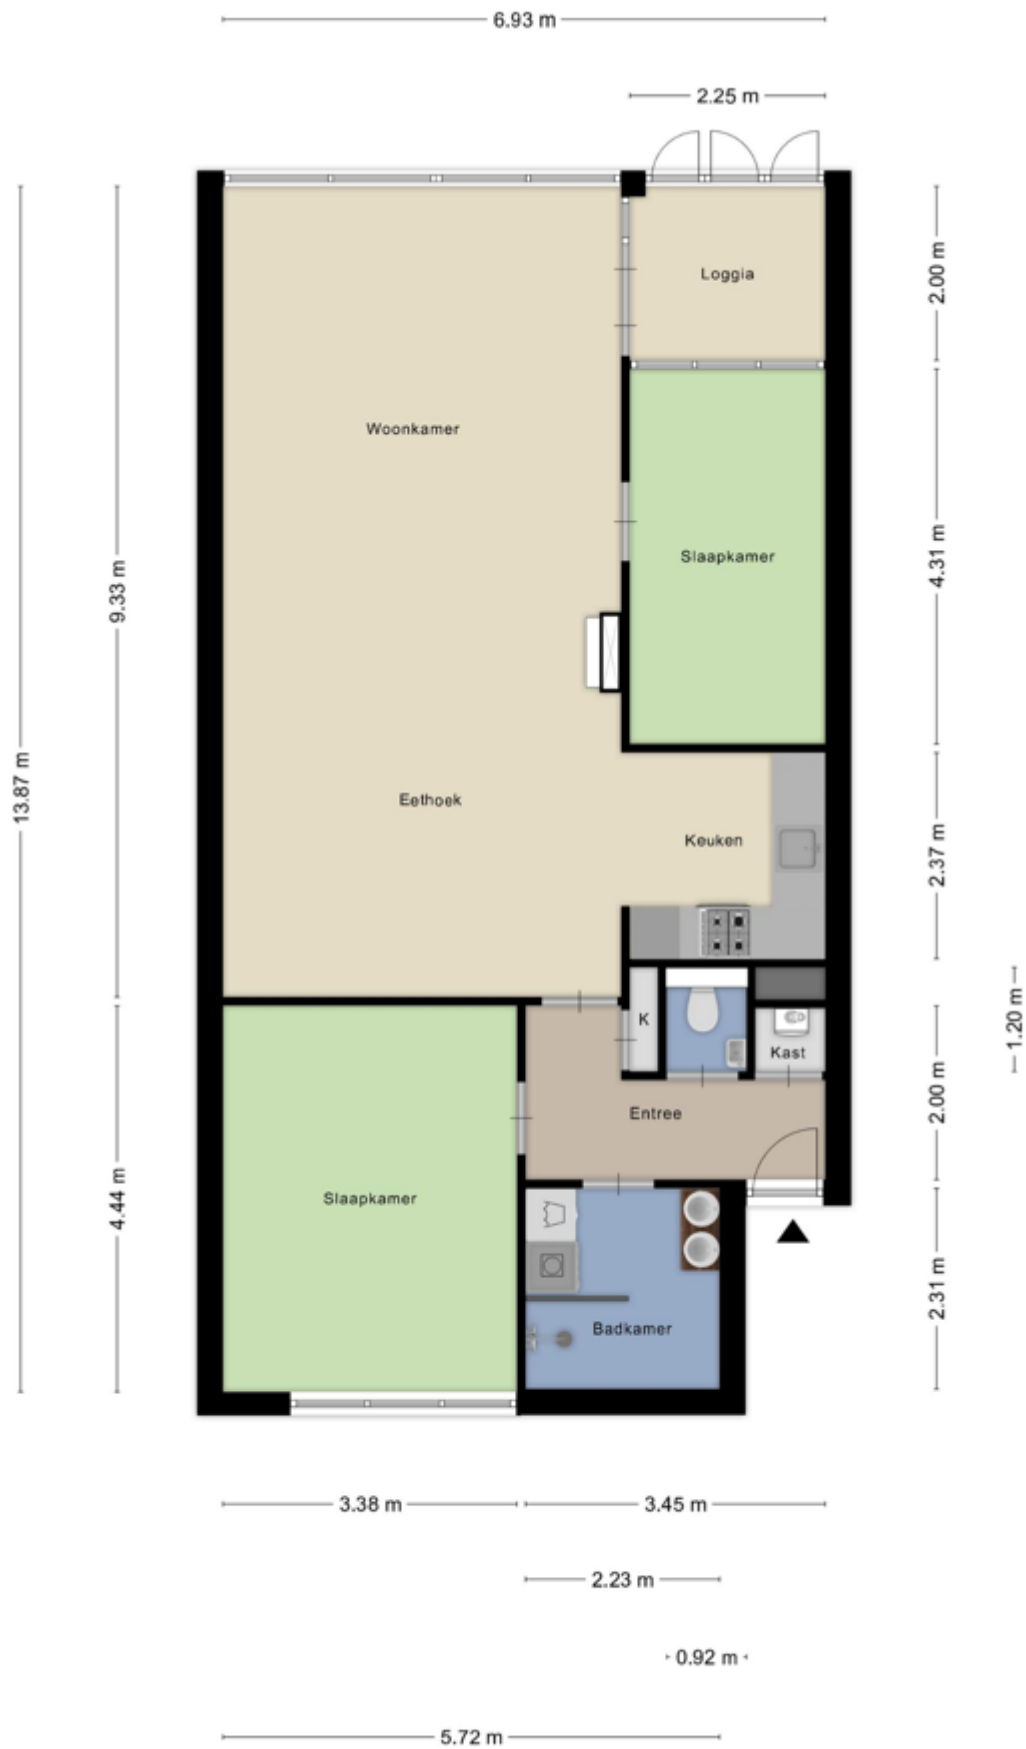 6.93 m
2.25 m
Loggia
2.00 m
Woonkamer
Slaapkamer
4.31 m
9.33 m
13.87 m
Eethoek
Keuken
2.37 m
K
Kast
1.20 m
Entree
2.00 m
Slaapkamer
4.44 m
Badkamer
2.31 m
3.38 m
3.45 m
2.23 m
0.92 m
5.72 m